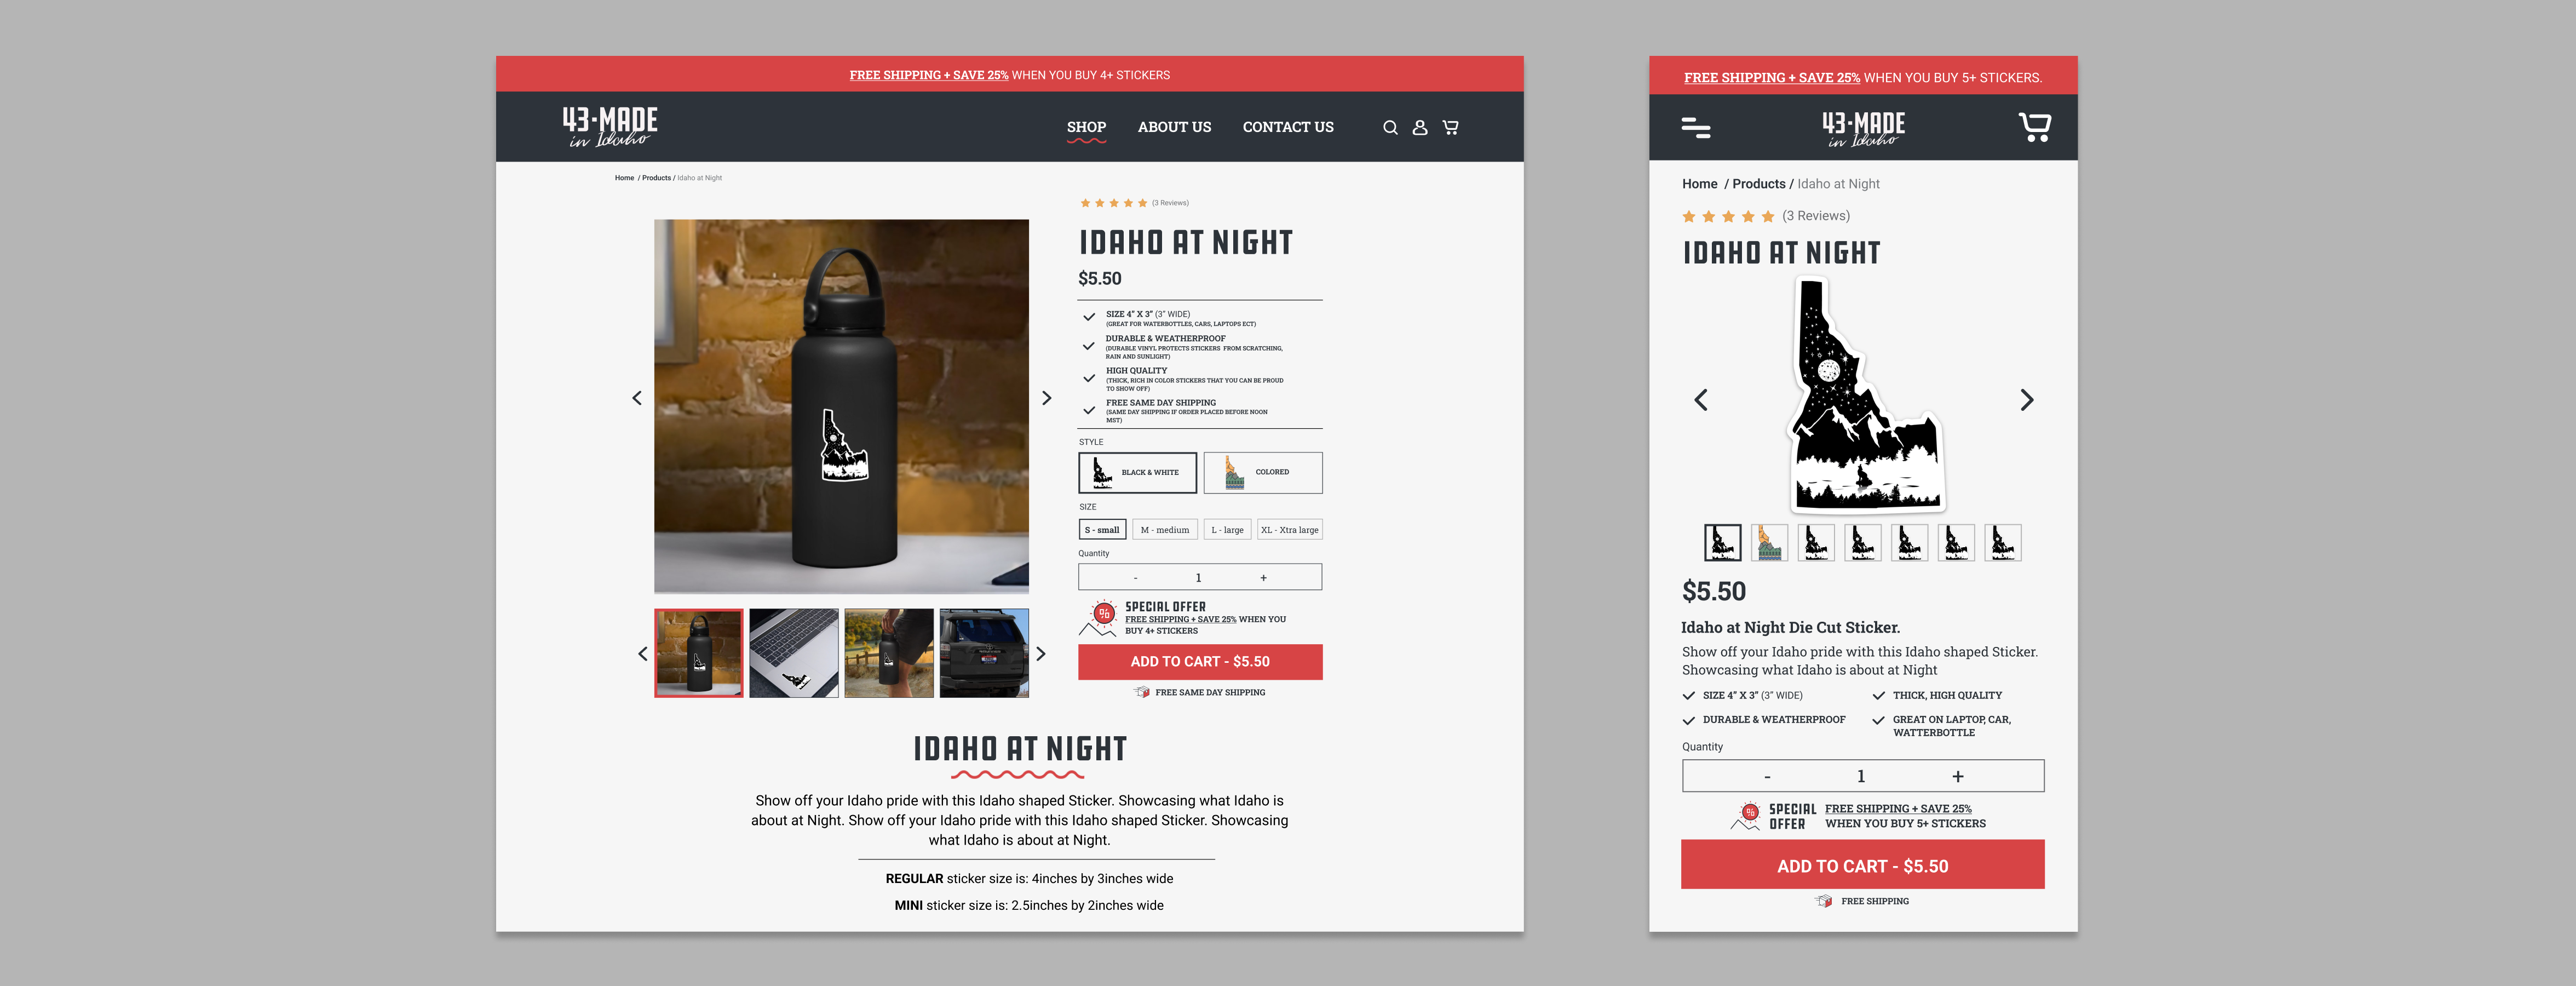 FREE SHIPPING + SAVE 25% WHEN YOU BUY 4+ STICKERS
43-MADE
in Idaho
SHOP
ABOUT US
CONTACT US
Home / Products / Idaho at Night
(3 Reviews)
IDAHO AT NIGHT
$5.50
SIZE 4” X 3” (3” WIDE)
(GREAT FOR WATERBOTTLES, CARS, LAPTOPS ECT)
DURABLE & WEATHERPROOF
(DURABLE VINYL PROTECTS STICKERS FROM SCRATCHING,
RAIN AND SUNLIGHT)
HIGH QUALITY
(THICK, RICH IN COLOR STICKERS THAT YOU CAN BE PROUD
TO SHOW OFF)
FREE SAME DAY SHIPPING
(SAME DAY SHIPPING IF ORDER PLACED BEFORE NOON
MST)
STYLE
BLACK & WHITE
COLORED
SIZE
S - small
M - medium
L - large
XL - Xtra large
Quantity
- 1 +
%
SPECIAL OFFER
FREE SHIPPING + SAVE 25% WHEN YOU
BUY 4+ STICKERS
ADD TO CART - $5.50
FREE SAME DAY SHIPPING
IDAHO AT NIGHT
Show off your Idaho pride with this Idaho shaped Sticker. Showcasing what Idaho is
about at Night. Show off your Idaho pride with this Idaho shaped Sticker. Showcasing
what Idaho is about at Night.
REGULAR sticker size is: 4inches by 3inches wide
MINI sticker size is: 2.5inches by 2inches wide
FREE SHIPPING + SAVE 25% WHEN YOU BUY 5+ STICKERS.
43-MADE
in Idaho
Home / Products / Idaho at Night
(3 Reviews)
IDAHO AT NIGHT
$5.50
Idaho at Night Die Cut Sticker.
Show off your Idaho pride with this Idaho shaped Sticker.
Showcasing what Idaho is about at Night
SIZE 4” X 3” (3” WIDE)
THICK, HIGH QUALITY
DURABLE & WEATHERPROOF
GREAT ON LAPTOP, CAR,
WATTERBOTTLE
Quantity
- 1 +
%
SPECIAL
OFFER
FREE SHIPPING + SAVE 25%
WHEN YOU BUY 5+ STICKERS
ADD TO CART - $5.50
FREE SHIPPING